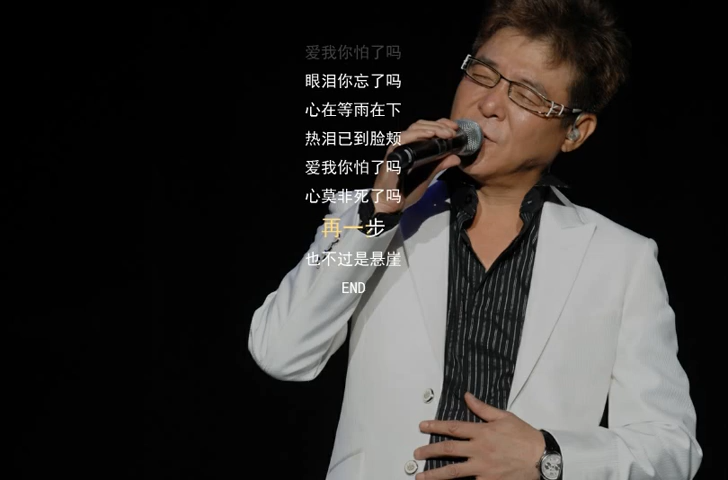 爱我你怕了吗
眼泪你忘了吗
心在等雨在下
热泪已到脸颊
爱我你怕了吗
心莫非死了吗
再一步
也不过是悬崖
END